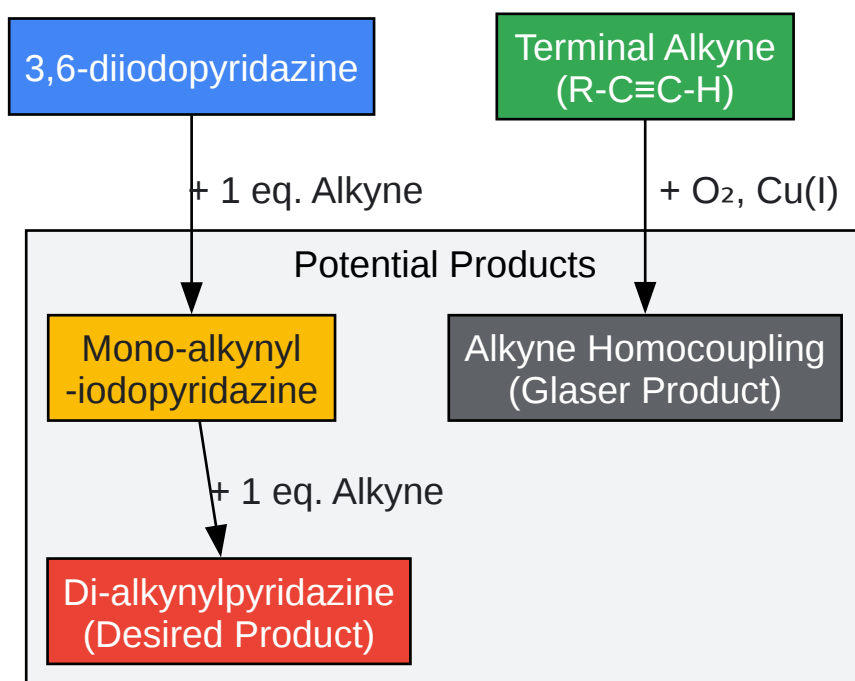 3,6-diiodopyridazine
Terminal Alkyne
(R-C≡C-H)
+ 1 eq. Alkyne
+ O₂, Cu(I)
Potential Products
Mono-alkynyl
-iodopyridazine
Alkyne Homocoupling
(Glaser Product)
+ 1 eq. Alkyne
Di-alkynylpyridazine
(Desired Product)